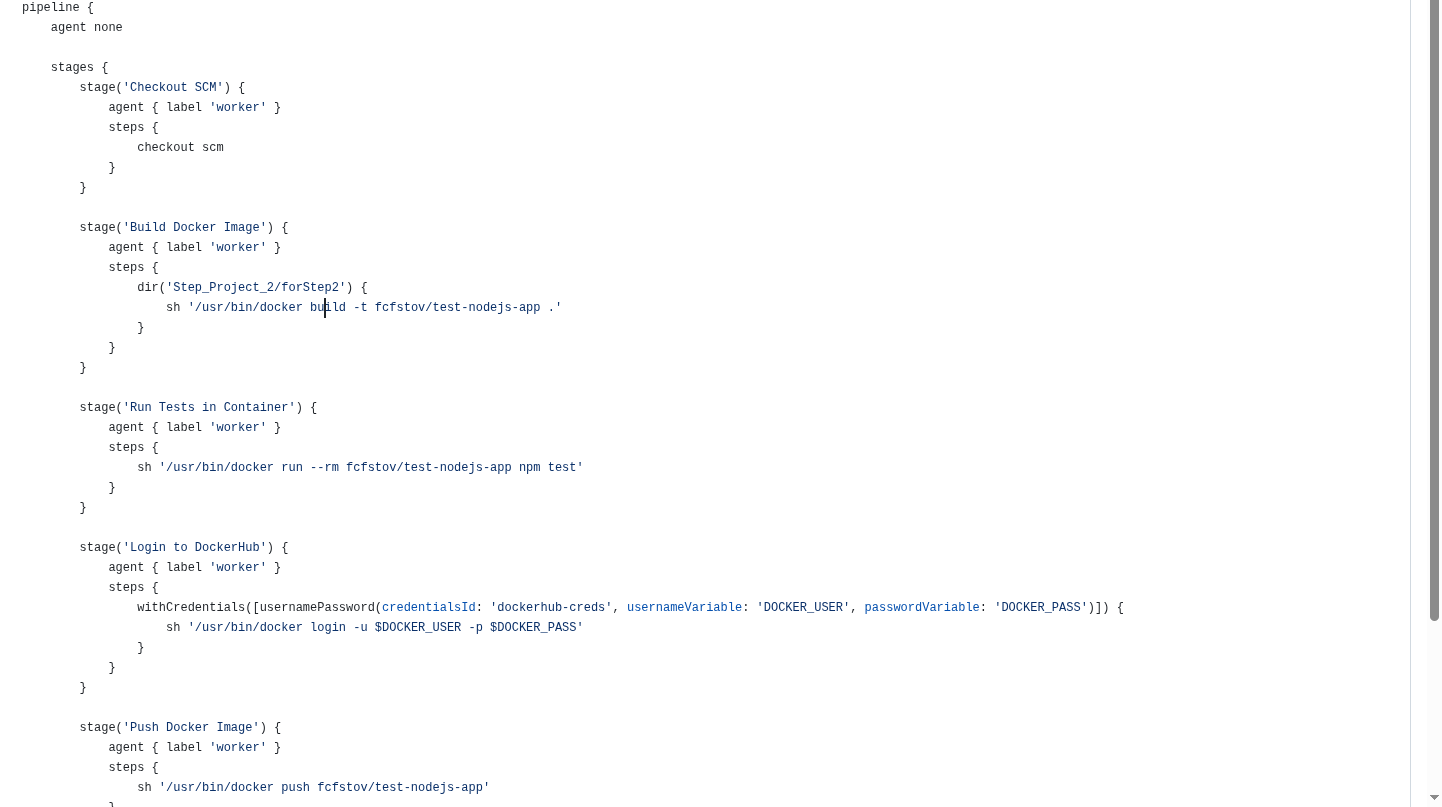 pipeline {
    agent none

    stages {
        stage('Checkout SCM') {
            agent { label 'worker' }
            steps {
                checkout scm
            }
        }

        stage('Build Docker Image') {
            agent { label 'worker' }
            steps {
                dir('Step_Project_2/forStep2') {
                    sh '/usr/bin/docker build -t fcfstov/test-nodejs-app .'
                }
            }
        }

        stage('Run Tests in Container') {
            agent { label 'worker' }
            steps {
                sh '/usr/bin/docker run --rm fcfstov/test-nodejs-app npm test'
            }
        }

        stage('Login to DockerHub') {
            agent { label 'worker' }
            steps {
                withCredentials([usernamePassword(credentialsId: 'dockerhub-creds', usernameVariable: 'DOCKER_USER', passwordVariable: 'DOCKER_PASS')]) {
                    sh '/usr/bin/docker login -u $DOCKER_USER -p $DOCKER_PASS'
                }
            }
        }

        stage('Push Docker Image') {
            agent { label 'worker' }
            steps {
                sh '/usr/bin/docker push fcfstov/test-nodejs-app'
            }